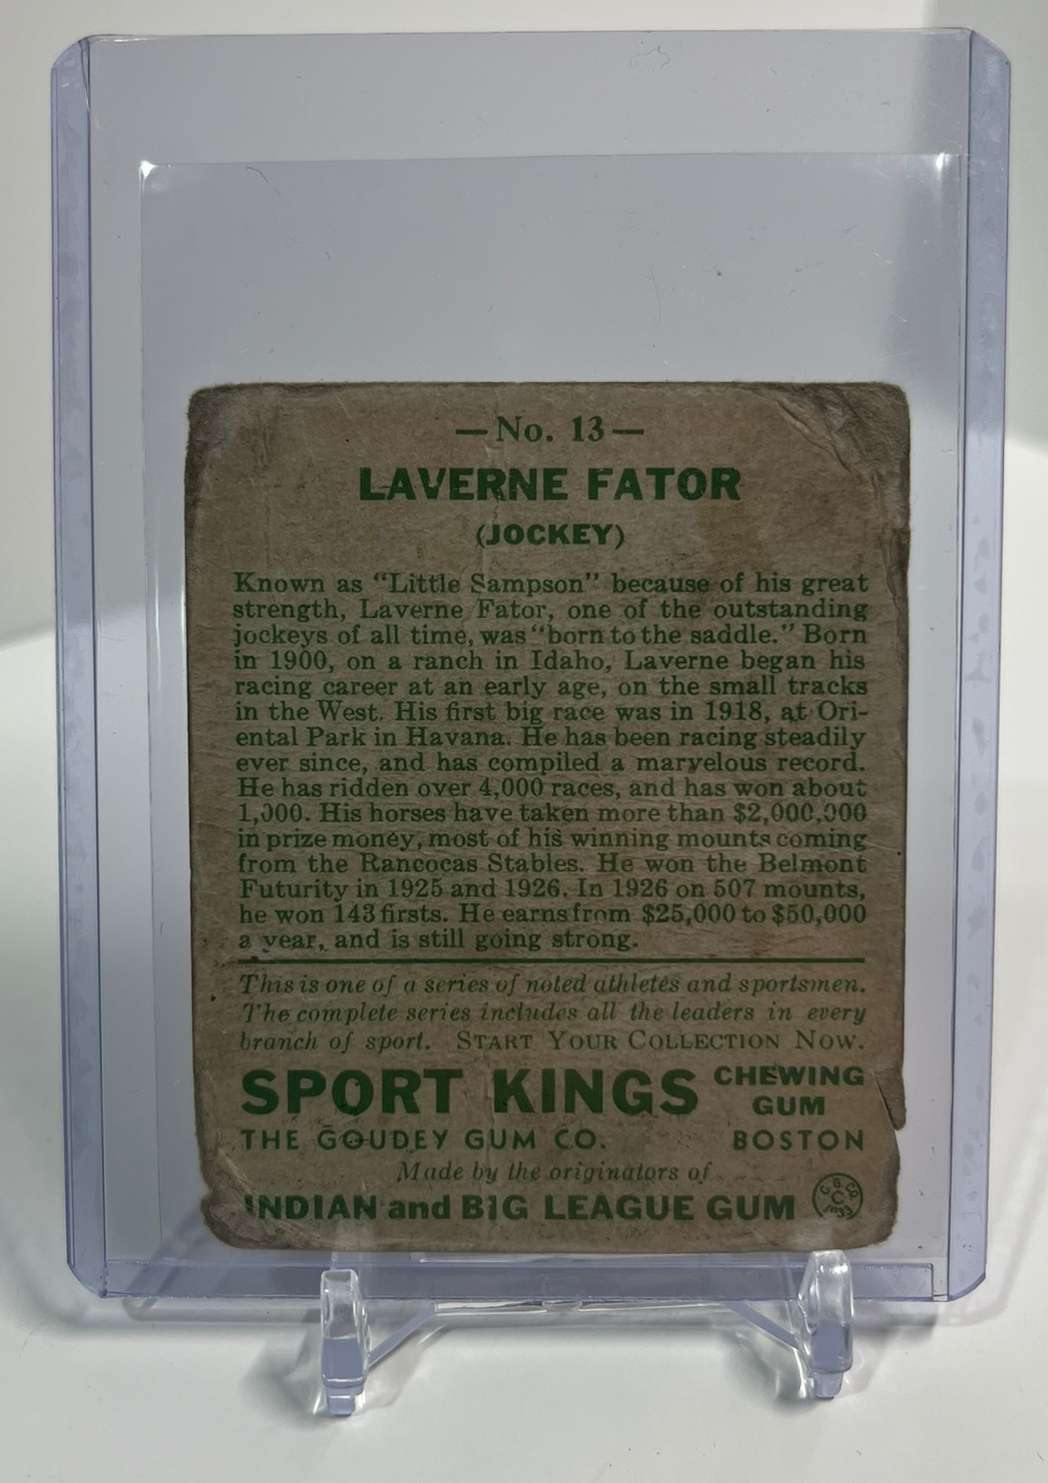 —No. 13—
LAVERNE FATOR
(JOCKEY)
Known as "Little Sampson" because of his great
strength, Laverne Fator, one of the outstanding
jockeys of all time, was "born to the saddle." Born
in 1900, on a ranch in Idaho, Laverne began his
racing career at an early age, on the small tracks
in the West. His first big race was in 1918, at Ori-
ental Park in Havana. He has been racing steadily
ever since, and has compiled a marvelous record.
He has ridden over 4,000 races, and has won about
1,000. His horses have taken more than $2,000,000
in prize money, most of his winning mounts coming
from the Rancocas Stables. He won the Belmont
Futurity in 1925 and 1926. In 1926 on 507 mounts,
he won 143 firsts. He earns from $25,000 to $50,000
a year, and is still going strong.
This is one of a series of noted athletes and sportsmen.
The complete series includes all the leaders in every
branch of sport. START YOUR COLLECTION NOW.
SPORT KINGS CHEWING GUM
THE GOUDEY GUM CO. BOSTON
Made by the originators of
INDIAN and BIG LEAGUE GUM
G.G.CO.
C
1933